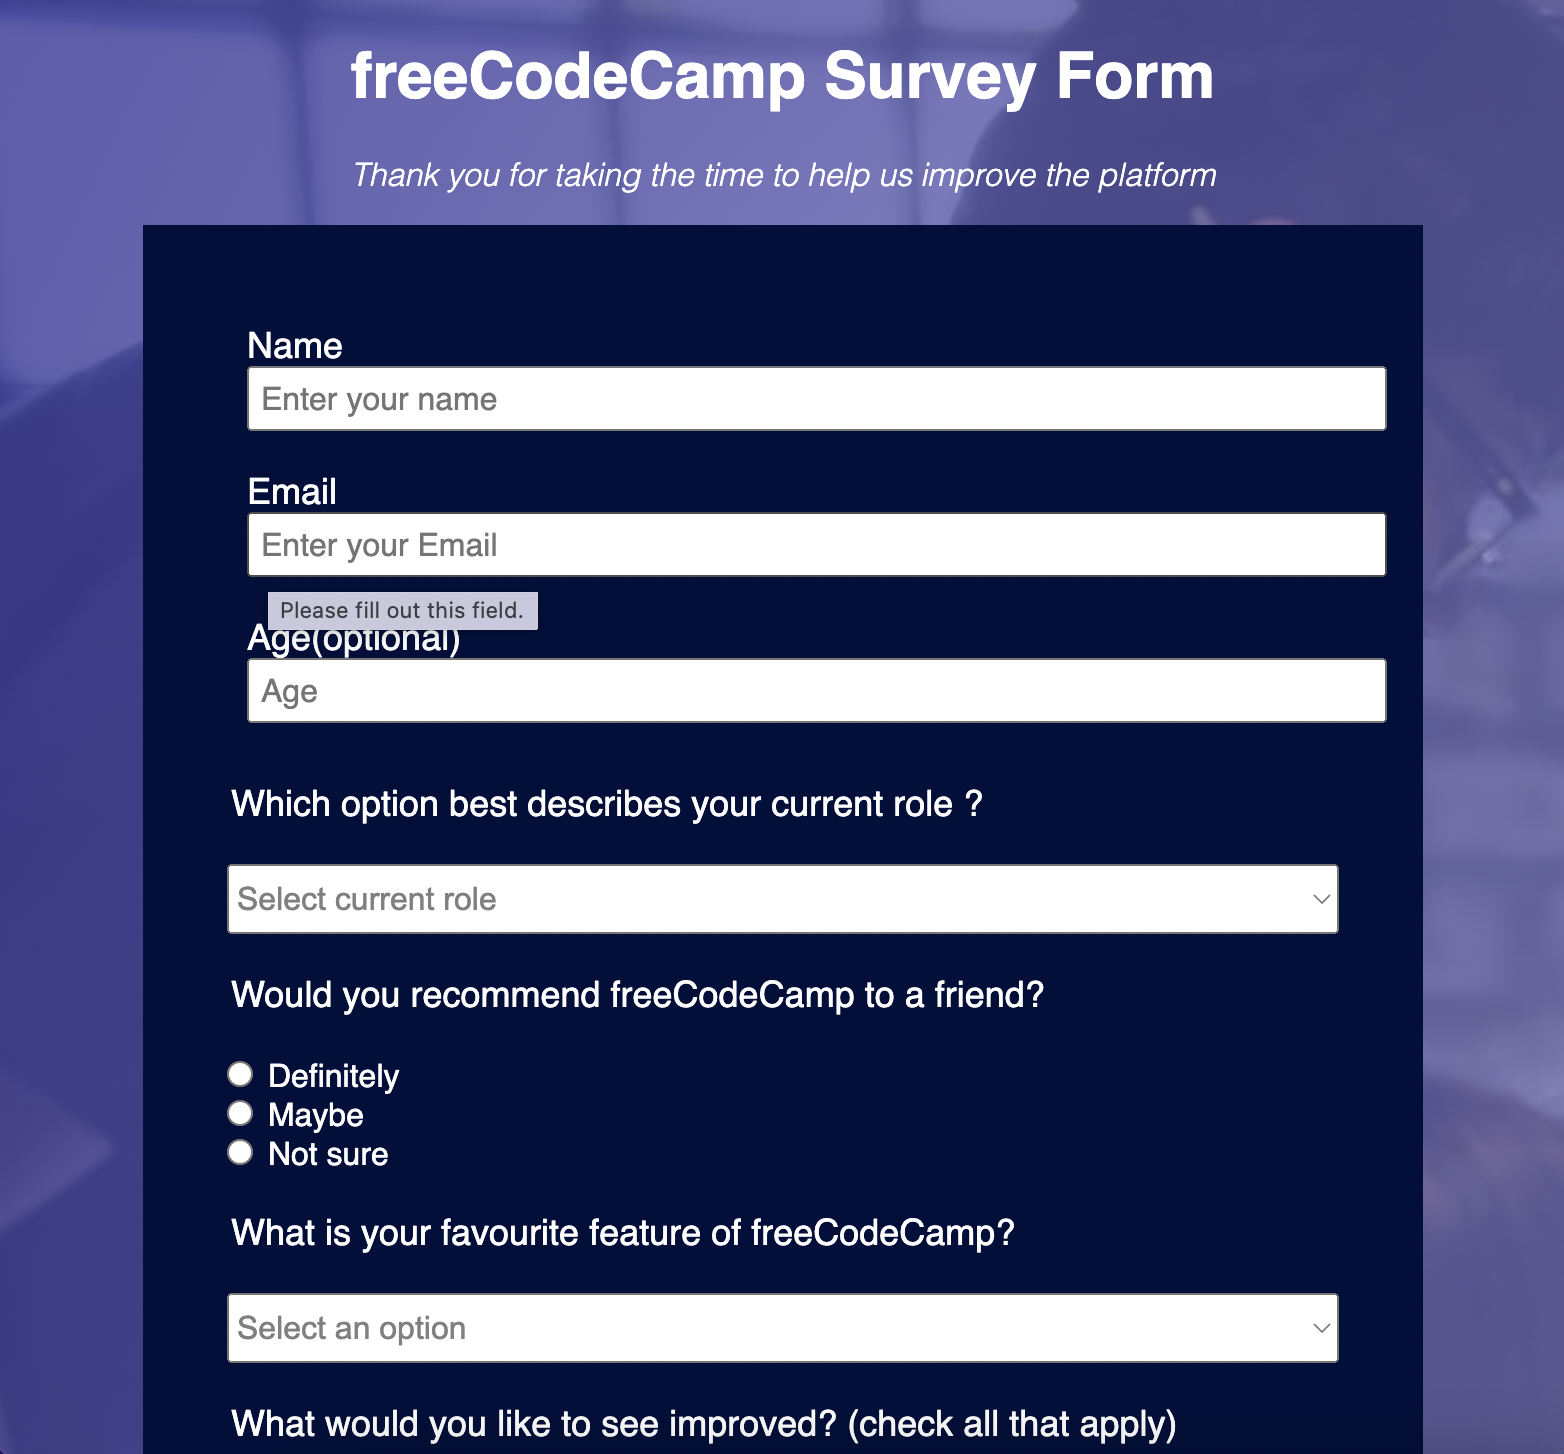 freeCodeCamp Survey Form
Thank you for taking the time to help us improve the platform
Name
Enter your name
Email
Enter your Email
Please fill out this field.
Age(optional)
Age
Which option best describes your current role ?
Select current role
Would you recommend freeCodeCamp to a friend?
Definitely
Maybe
Not sure
What is your favourite feature of freeCodeCamp?
Select an option
What would you like to see improved? (check all that apply)